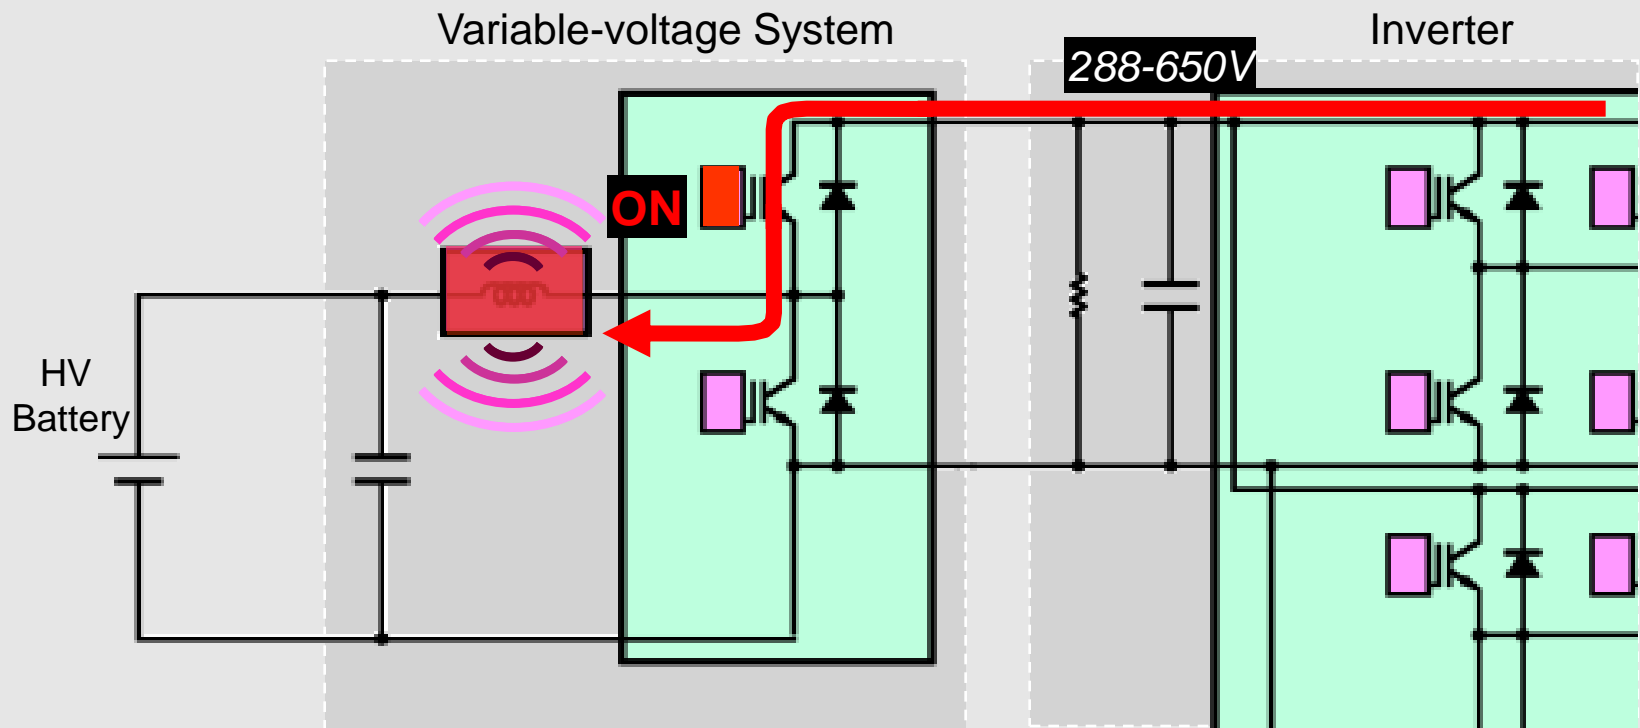 Variable-voltage System
Inverter
288-650V
ON
HV
Battery